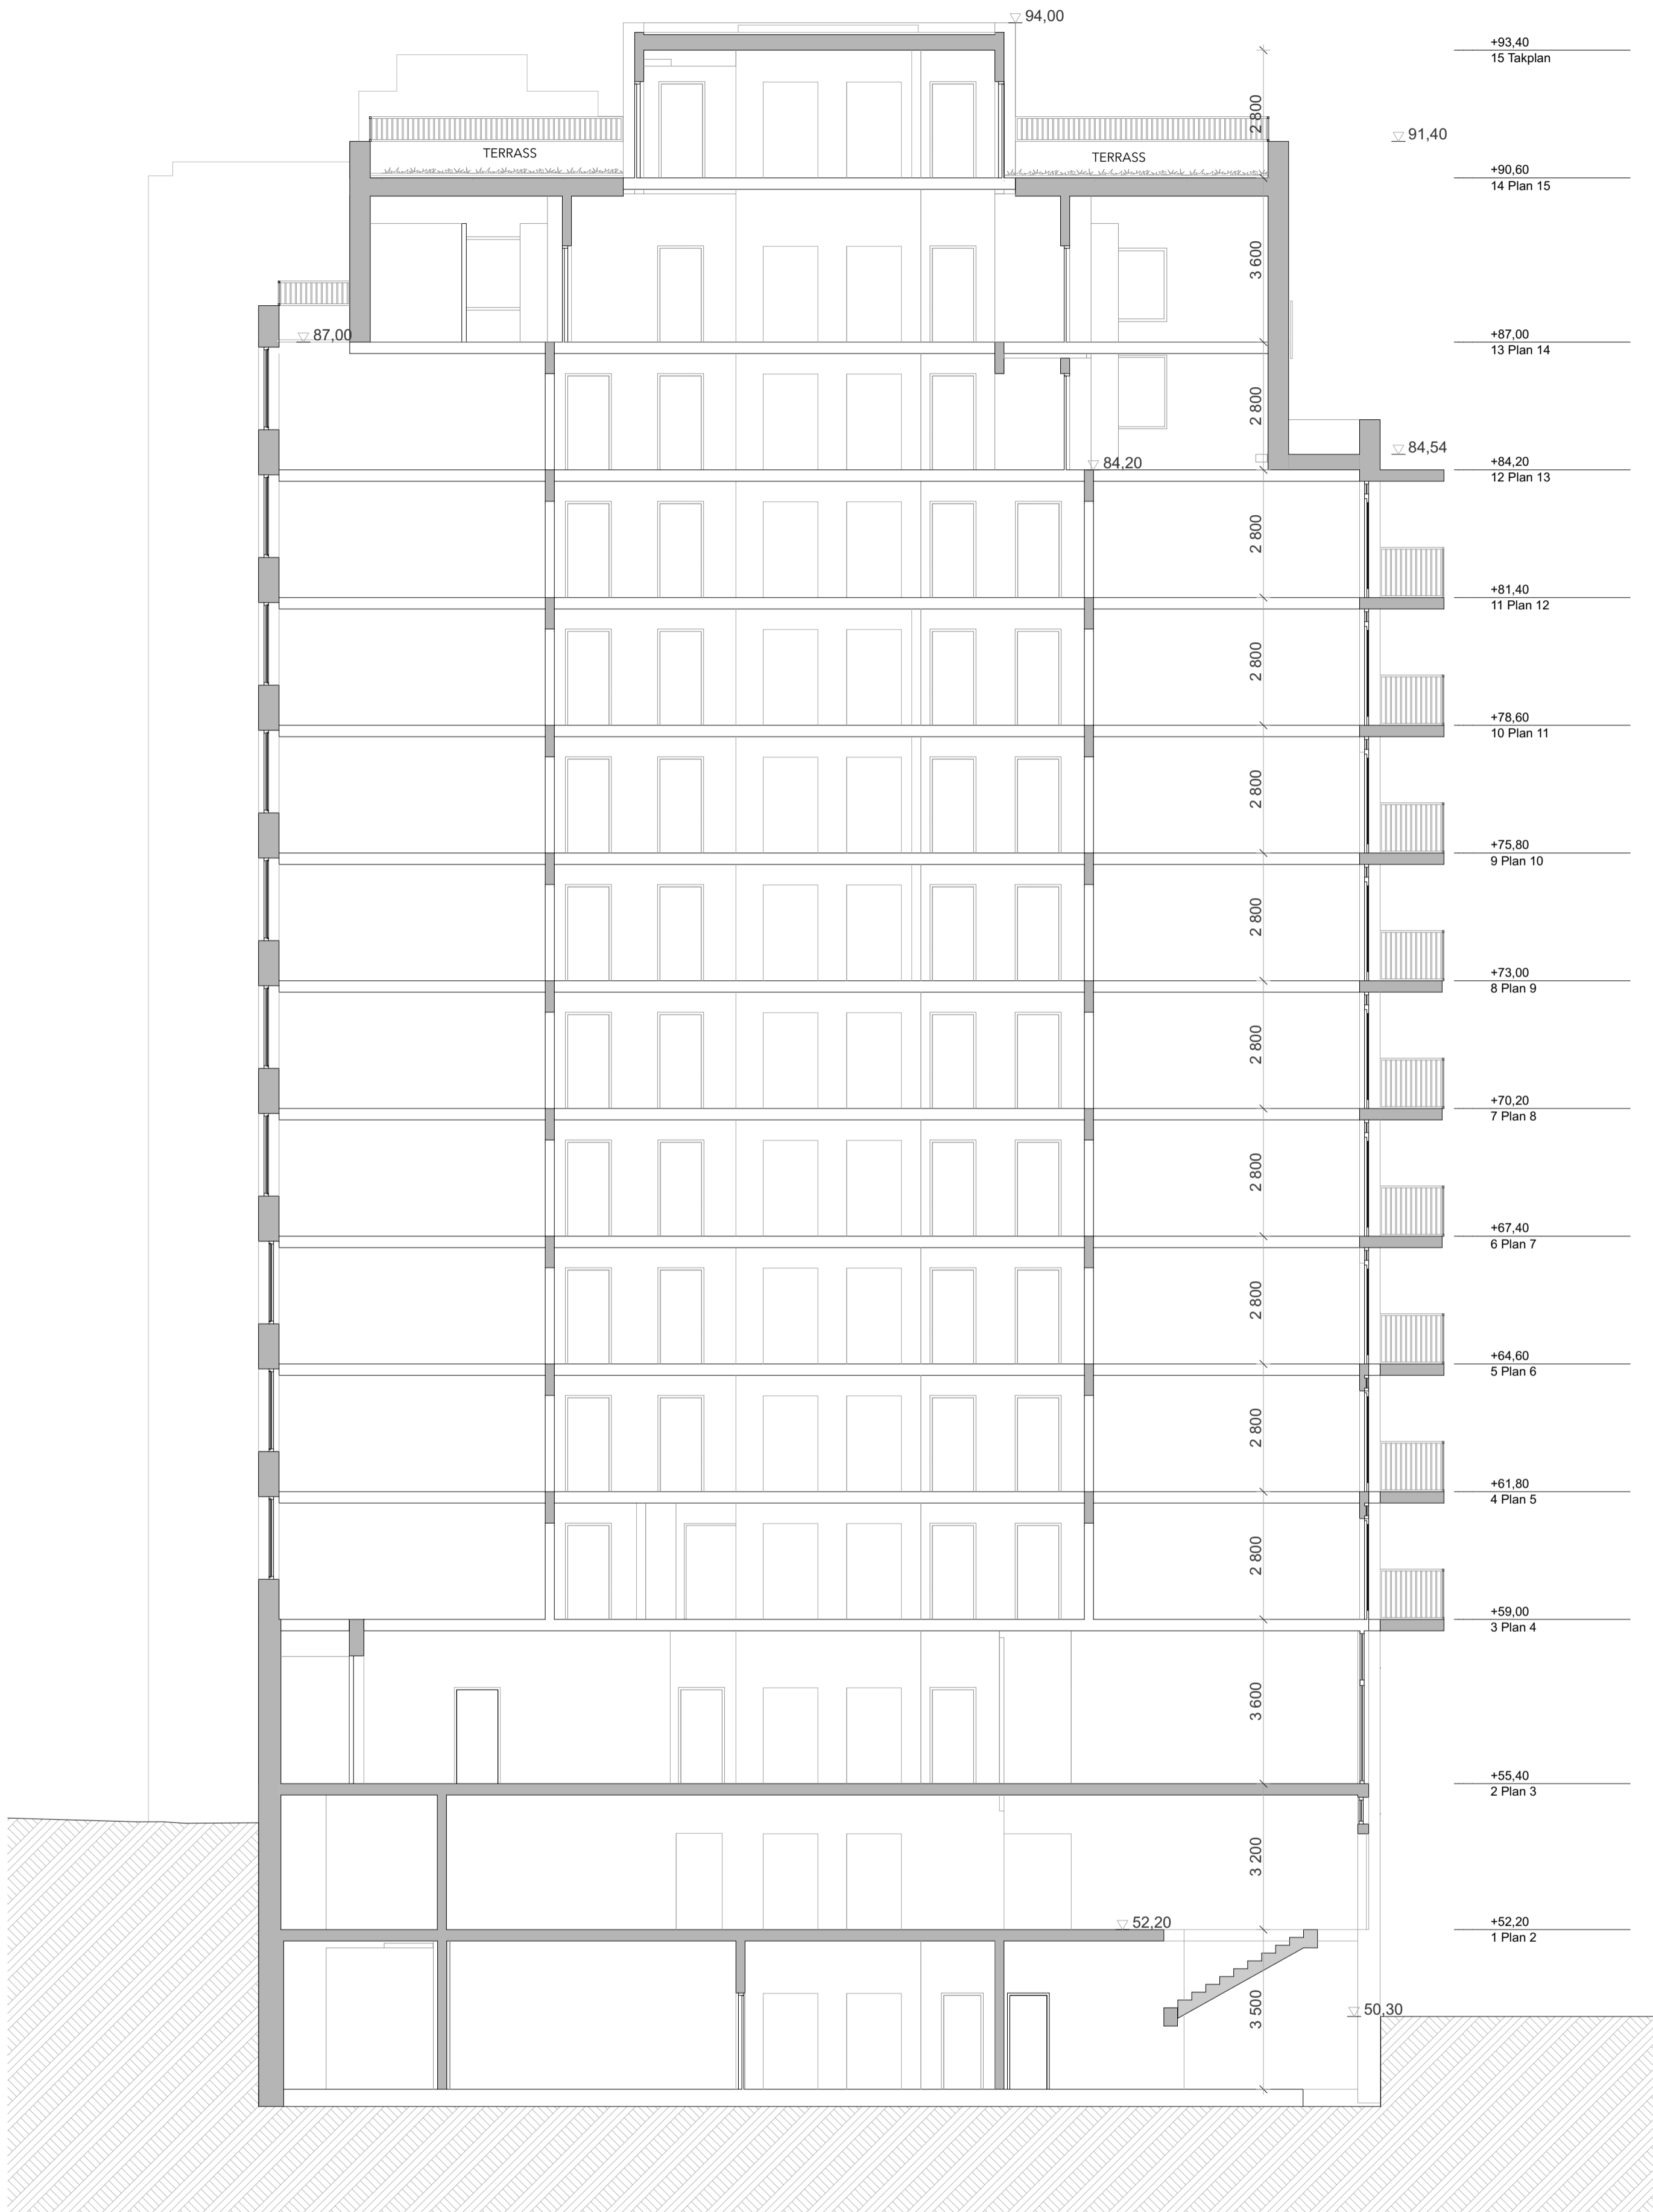 94,00
+93,40
15 Takplan
2 800
91,40
TERRASS
TERRASS
+90,60
14 Plan 15
3 600
87,00
+87,00
13 Plan 14
2 800
84,54
84,20
+84,20
12 Plan 13
2 800
+81,40
11 Plan 12
2 800
+78,60
10 Plan 11
2 800
+75,80
9 Plan 10
2 800
+73,00
8 Plan 9
2 800
+70,20
7 Plan 8
2 800
+67,40
6 Plan 7
2 800
+64,60
5 Plan 6
2 800
+61,80
4 Plan 5
2 800
+59,00
3 Plan 4
3 600
+55,40
2 Plan 3
3 200
52,20
+52,20
1 Plan 2
3 500
50,30